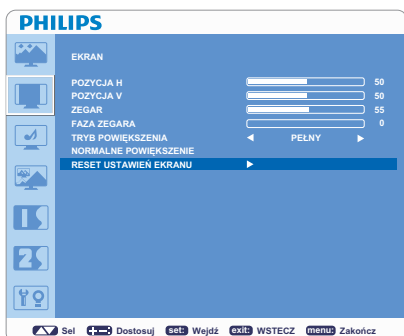 PHILIPS
EKRAN
POZYCJA H 50
POZYCJA V 50
ZEGAR 55
FAZA ZEGARA 0
TRYB POWIĘKSZENIA PEŁNY
NORMALNE POWIĘKSZENIE
RESET USTAWIEŃ EKRANU
Sel Dostosuj set: Wejdź exit: WSTECZ menu: Zakończ